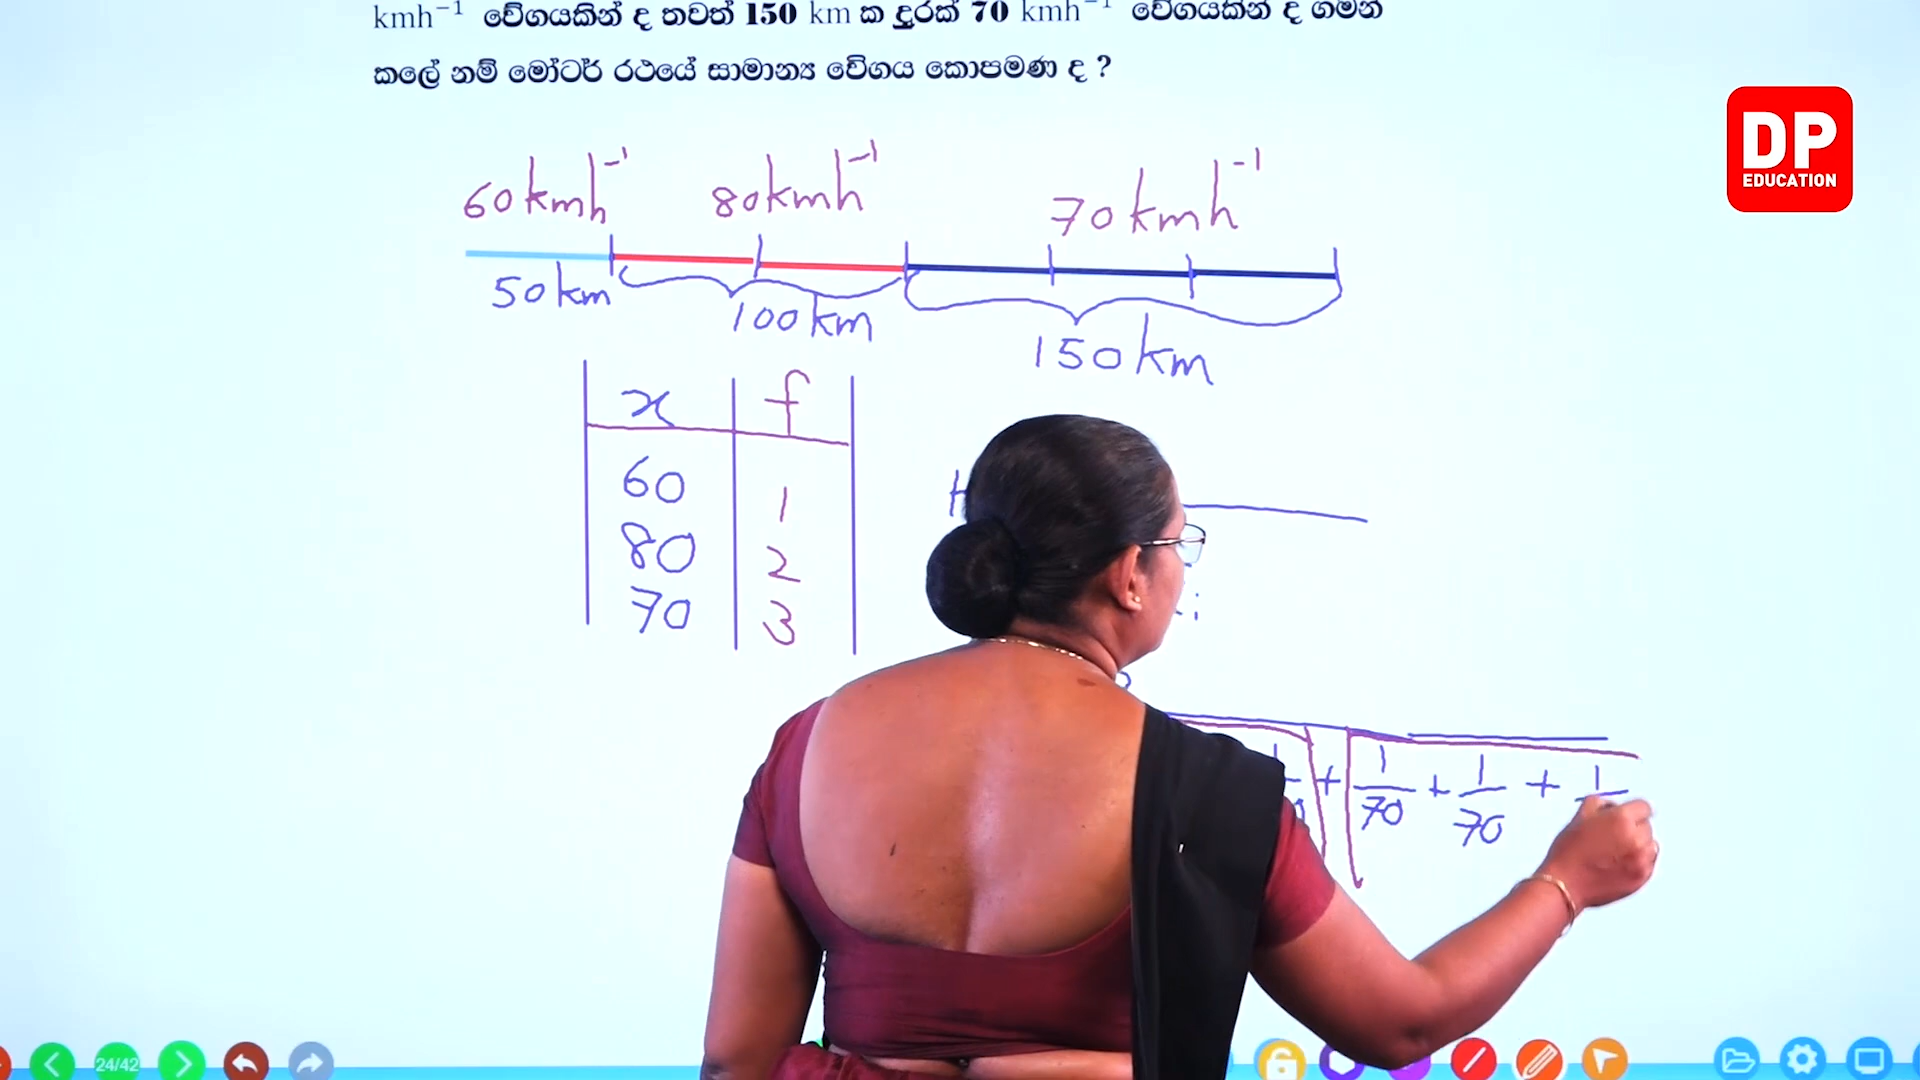 kmh⁻¹ වේගයකින් ද තවත් 150 km ක දුරක් 70 kmh⁻¹ වේගයකින් ද ගමන්
කලේ නම් මෝටර් රථයේ සාමාන්‍ය වේගය කොපමණ ද ?
DP
EDUCATION
60kmh⁻¹ 80kmh⁻¹ 70kmh⁻¹
50km 100km 150km
x f
60 1
80 2
70 3
+ 1/70 + 1/70 + 1
24/42